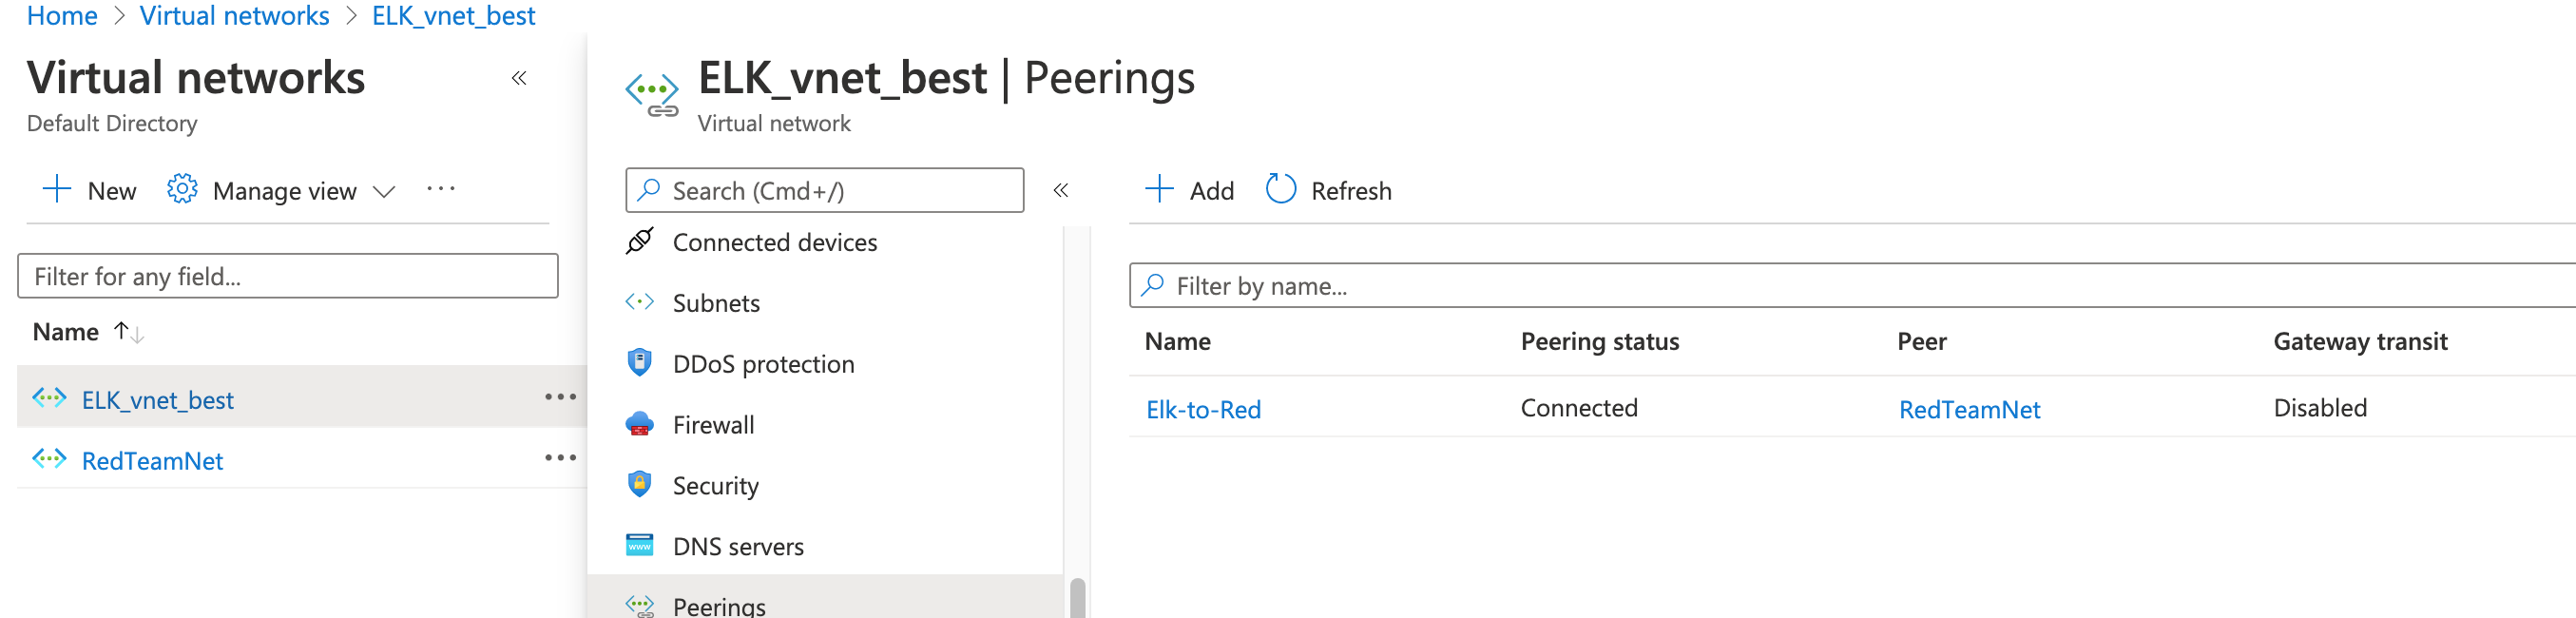 Home > Virtual networks > ELK_vnet_best
Virtual networks
Default Directory
New Manage view ...
Filter for any field...
Name
ELK_vnet_best ...
RedTeamNet ...
ELK_vnet_best | Peerings
Virtual network
Search (Cmd+/)
Connected devices
Subnets
DDoS protection
Firewall
Security
DNS servers
Peerings
Add Refresh
Filter by name...
Name Peering status Peer Gateway transit
Elk-to-Red Connected RedTeamNet Disabled